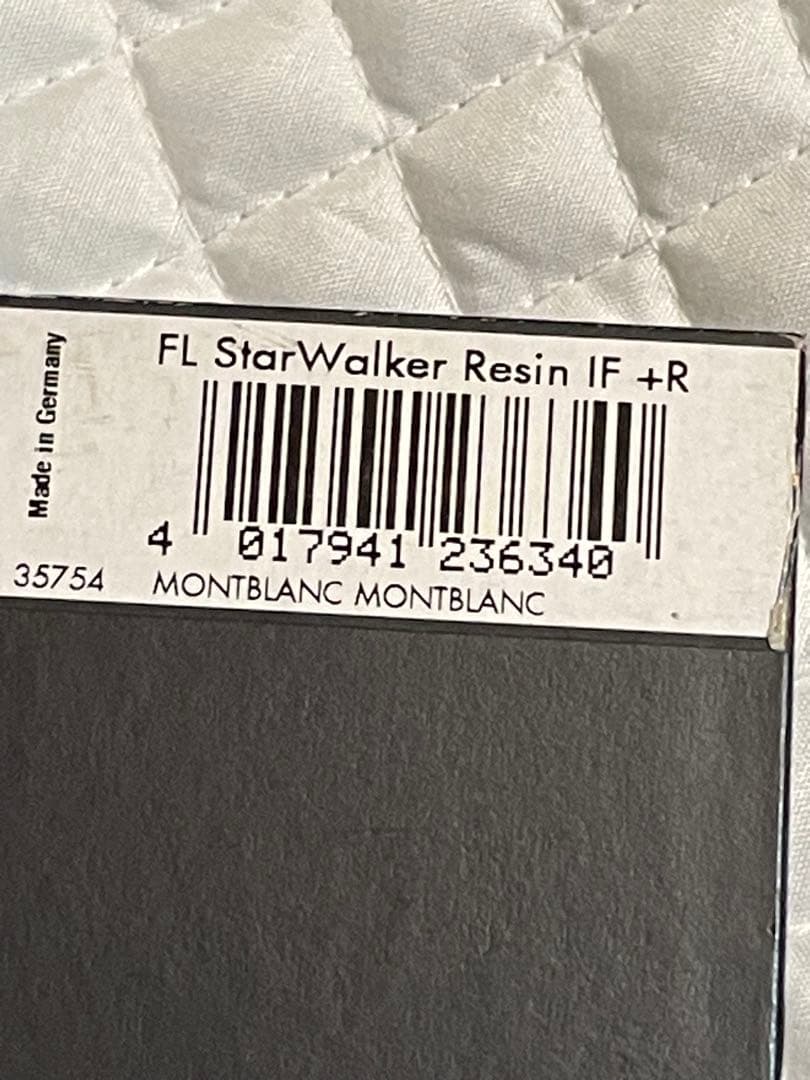 Made in Germany
FL StarWalker Resin IF +R
4 017941 236340
35754
MONTBLANC MONTBLANC